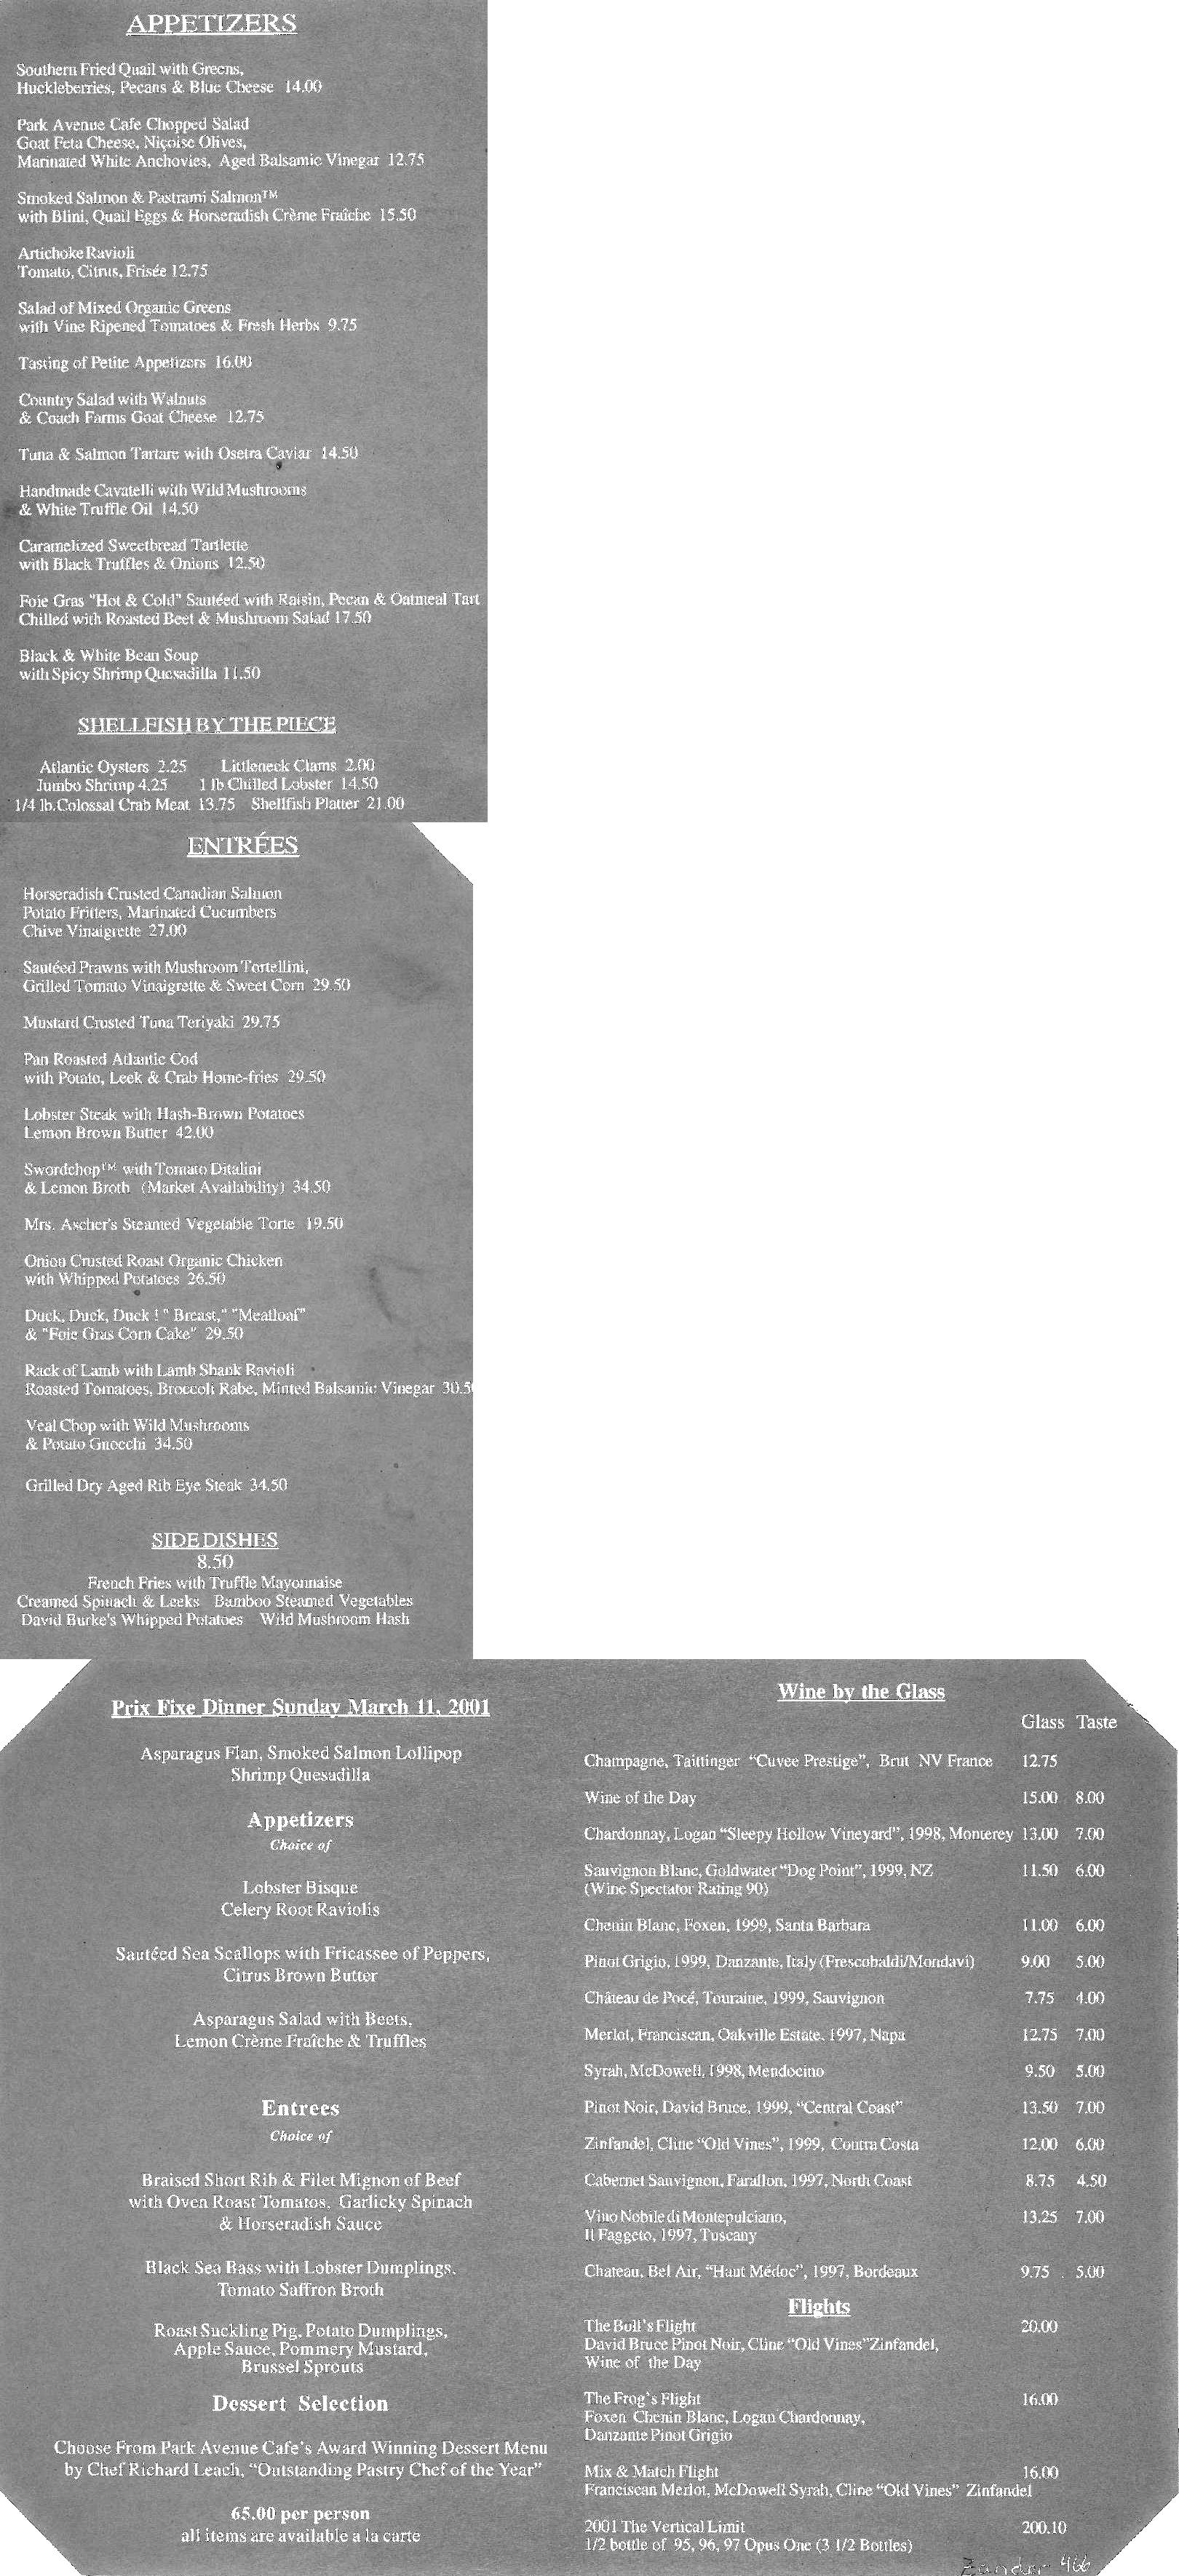 APPETIZERS
Southern Fried Quail with Greens,
Huckleberries, Pecans & Blue Cheese 14.00
Park Avenue Cafe Chopped Salad
Goat Feta Cheese, Niçoise Olives,
Marinated White Anchovies, Aged Balsamic Vinegar 12.75
Smoked Salmon & Pastrami Salmon™
with Blini, Quail Eggs & Horseradish Crème Fraîche 15.50
Artichoke Ravioli
Tomato, Citrus, Frisée 12.75
Salad of Mixed Organic Greens
with Vine Ripened Tomatoes & Fresh Herbs 9.75
Tasting of Petite Appetizers 16.00
Country Salad with Walnuts
& Coach Farms Goat Cheese 12.75
Tuna & Salmon Tartare with Osetra Caviar 14.50
Handmade Cavatelli with Wild Mushrooms
& White Truffle Oil 14.50
Caramelized Sweetbread Tartlette
with Black Truffles & Onions 12.50
Foie Gras "Hot & Cold" Sautéed with Raisin, Pecan & Oatmeal Tart
Chilled with Roasted Beet & Mushroom Salad 17.50
Black & White Bean Soup
with Spicy Shrimp Quesadilla 11.50
SHELLFISH BY THE PIECE
Atlantic Oysters 2.25 Littleneck Clams 2.00
Jumbo Shrimp 4.25 1 lb Chilled Lobster 14.50
1/4 lb. Colossal Crab Meat 13.75 Shellfish Platter 21.00
ENTRÉES
Horseradish Crusted Canadian Salmon
Potato Fritters, Marinated Cucumbers
Chive Vinaigrette 27.00
Sautéed Prawns with Mushroom Tortellini,
Grilled Tomato Vinaigrette & Sweet Corn 29.50
Mustard Crusted Tuna Teriyaki 29.75
Pan Roasted Atlantic Cod
with Potato, Leek & Crab Home-fries 29.50
Lobster Steak with Hash-Brown Potatoes
Lemon Brown Butter 42.00
Swordchop™ with Tomato Ditalini
& Lemon Broth (Market Availability) 34.50
Mrs. Ascher's Steamed Vegetable Torte 19.50
Onion Crusted Roast Organic Chicken
with Whipped Potatoes 26.50
Duck, Duck, Duck ! " Breast," "Meatloaf"
& "Foie Gras Corn Cake" 29.50
Rack of Lamb with Lamb Shank Ravioli
Roasted Tomatoes, Broccoli Rabe, Minted Balsamic Vinegar 30.5
Veal Chop with Wild Mushrooms
& Potato Gnocchi 34.50
Grilled Dry Aged Rib Eye Steak 34.50
SIDE DISHES
8.50
French Fries with Truffle Mayonnaise
Creamed Spinach & Leeks Bamboo Steamed Vegetables
David Burke's Whipped Potatoes Wild Mushroom Hash
Prix Fixe Dinner Sunday March 11, 2001
Asparagus Flan, Smoked Salmon Lollipop
Shrimp Quesadilla
Appetizers
Choice of
Lobster Bisque
Celery Root Raviolis
Sautéed Sea Scallops with Fricassee of Peppers,
Citrus Brown Butter
Asparagus Salad with Beets,
Lemon Crème Fraîche & Truffles
Entrees
Choice of
Braised Short Rib & Filet Mignon of Beef
with Oven Roast Tomatos, Garlicky Spinach
& Horseradish Sauce
Black Sea Bass with Lobster Dumplings,
Tomato Saffron Broth
Roast Suckling Pig, Potato Dumplings,
Apple Sauce, Pommery Mustard,
Brussel Sprouts
Dessert Selection
Choose From Park Avenue Cafe's Award Winning Dessert Menu
by Chef Richard Leach, "Outstanding Pastry Chef of the Year"
65.00 per person
all items are available a la carte
Wine by the Glass
Glass Taste
Champagne, Taittinger "Cuvee Prestige", Brut NV France 12.75
Wine of the Day 15.00 8.00
Chardonnay, Logan "Sleepy Hollow Vineyard", 1998, Monterey 13.00 7.00
Sauvignon Blanc, Goldwater "Dog Point", 1999, NZ 11.50 6.00
(Wine Spectator Rating 90)
Chenin Blanc, Foxen, 1999, Santa Barbara 11.00 6.00
Pinot Grigio, 1999, Danzante, Italy (Frescobaldi/Mondavi) 9.00 5.00
Château de Pocé, Touraine, 1999, Sauvignon 7.75 4.00
Merlot, Franciscan, Oakville Estate, 1997, Napa 12.75 7.00
Syrah, McDowell, 1998, Mendocino 9.50 5.00
Pinot Noir, David Bruce, 1999, "Central Coast" 13.50 7.00
Zinfandel, Cline "Old Vines", 1999, Contra Costa 12.00 6.00
Cabernet Sauvignon, Farallon, 1997, North Coast 8.75 4.50
Vino Nobile di Montepulciano, 13.25 7.00
Il Faggeto, 1997, Tuscany
Chateau, Bel Air, "Haut Médoc", 1997, Bordeaux 9.75 5.00
Flights
The Bull's Flight 20.00
David Bruce Pinot Noir, Cline "Old Vines"Zinfandel,
Wine of the Day
The Frog's Flight 16.00
Foxen Chenin Blanc, Logan Chardonnay,
Danzante Pinot Grigio
Mix & Match Flight 16.00
Franciscan Merlot, McDowell Syrah, Cline "Old Vines" Zinfandel
2001 The Vertical Limit 200.10
1/2 bottle of 95, 96, 97 Opus One (3 1/2 Bottles)
Zander 466